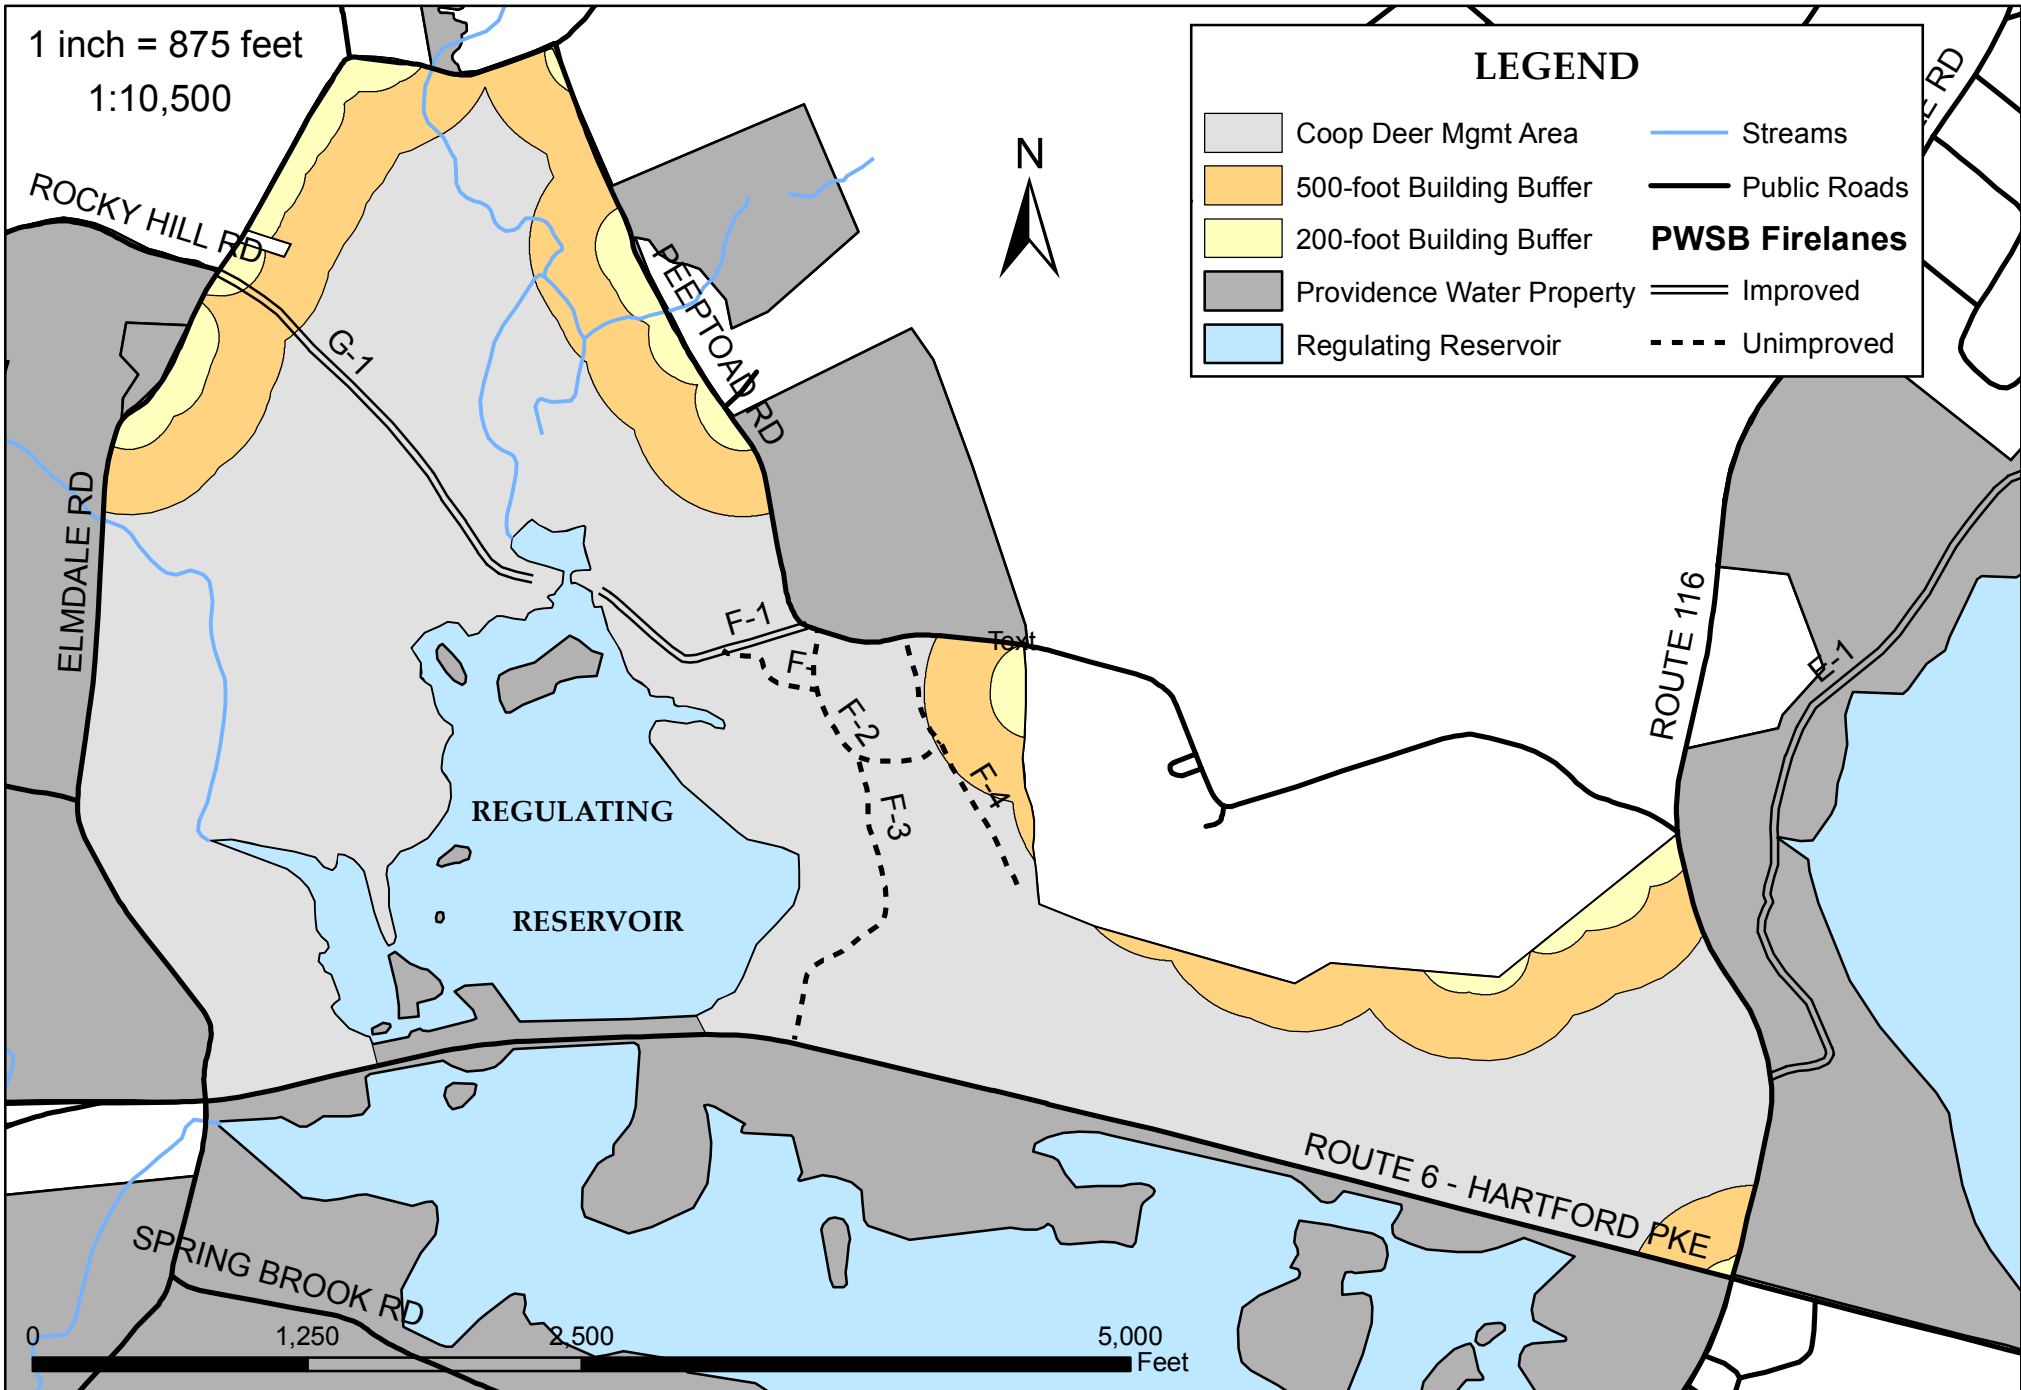 1 inch = 875 feet
1:10,500
LEGEND
Coop Deer Mgmt Area
500-foot Building Buffer
200-foot Building Buffer
Providence Water Property
Regulating Reservoir
Streams
Public Roads
PWSB Firelanes
Improved
Unimproved
E RD
N
ROCKY HILL RD
G-1
PEEPTOAD RD
ELMDALE RD
F-1
Text
F-
F-2
F-3
F-4
ROUTE 116
E-1
REGULATING
RESERVOIR
ROUTE 6 - HARTFORD PKE
SPRING BROOK RD
0 1,250 2,500 5,000
Feet